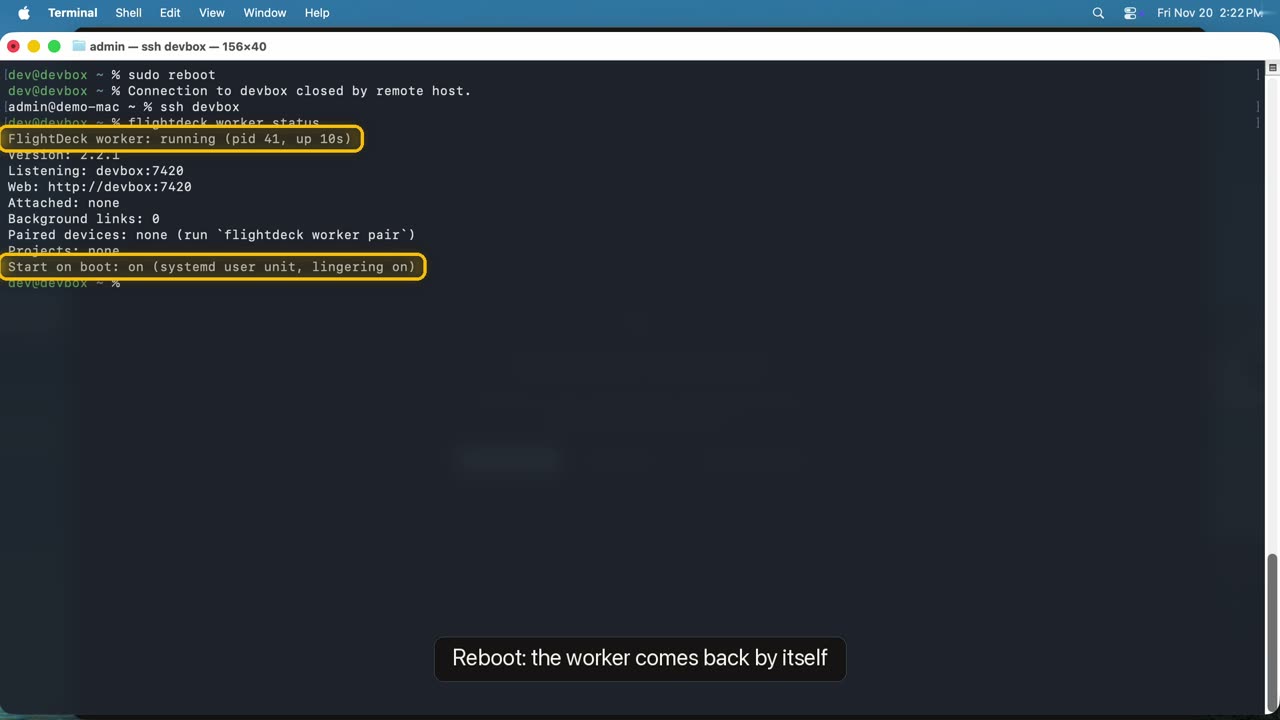 Terminal Shell Edit View Window Help Fri Nov 20 2:22 PM
admin — ssh devbox — 156×40
[dev@devbox ~ % sudo reboot ]
dev@devbox ~ % Connection to devbox closed by remote host.
[admin@demo-mac ~ % ssh devbox ]
[dev@devbox ~ % flightdeck worker status ]
FlightDeck worker: running (pid 41, up 10s)
Version: 2.2.1
Listening: devbox:7420
Web: http://devbox:7420
Attached: none
Background links: 0
Paired devices: none (run `flightdeck worker pair`)
Projects: none
Start on boot: on (systemd user unit, lingering on)
dev@devbox ~ %
Reboot: the worker comes back by itself